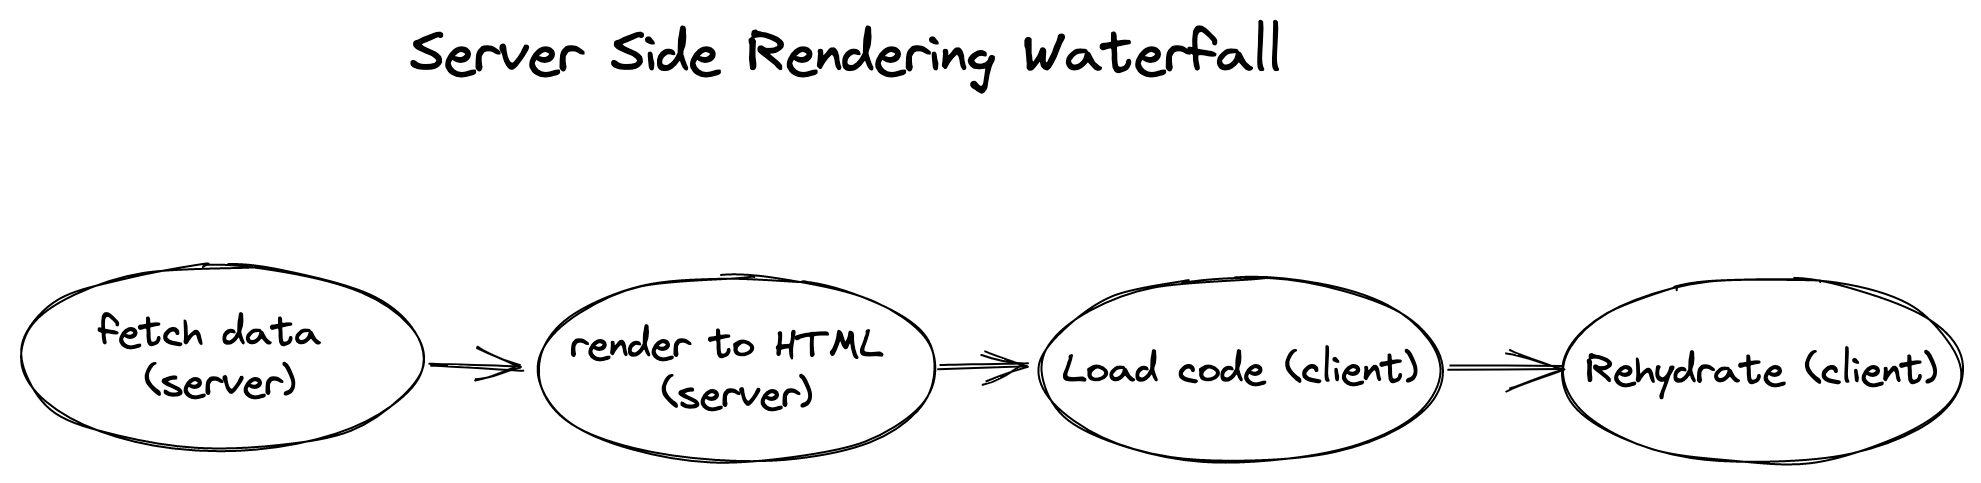 Server Side Rendering Waterfall
fetch data
(server)
render to HTML
(server)
Load code (client)
Rehydrate (client)